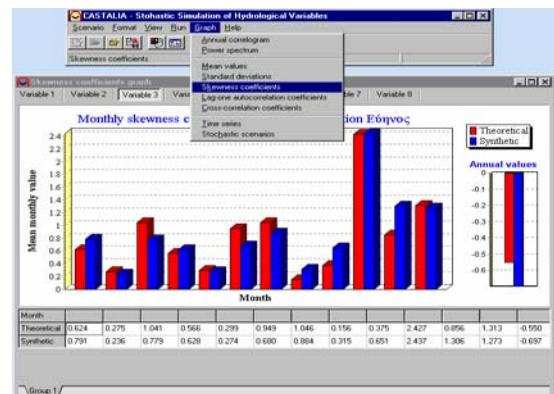 CASTALIA - Stohastic Simulation of Hydrological Variables
Scenario Format View Run Graph Help
Annual correlogram
Power spectrum
Mean values
Standard deviations
Skewness coefficients
Lag-one autocorrelation coefficients
Cross-correlation coefficients
Time series
Stochastic scenarios
Skewness coefficients
Skewness coefficients graph
Variable 1 Variable 2 Variable 3 Variable 8
Monthly skewness Εύηνος
Theoretical
Synthetic
Annual values
Mean monthly value
2.4
2.2
2
1.8
1.6
1.4
1.2
1
0.8
0.6
0.4
0.2
0
0
-0.1
-0.2
-0.3
-0.4
-0.5
-0.6
Month
Month
Theoretical 0.624 0.275 1.041 0.566 0.299 0.949 1.046 0.156 0.375 2.427 0.856 1.313 -0.550
Synthetic 0.791 0.236 0.779 0.628 0.274 0.680 0.884 0.315 0.651 2.437 1.306 1.273 -0.697
Group 1